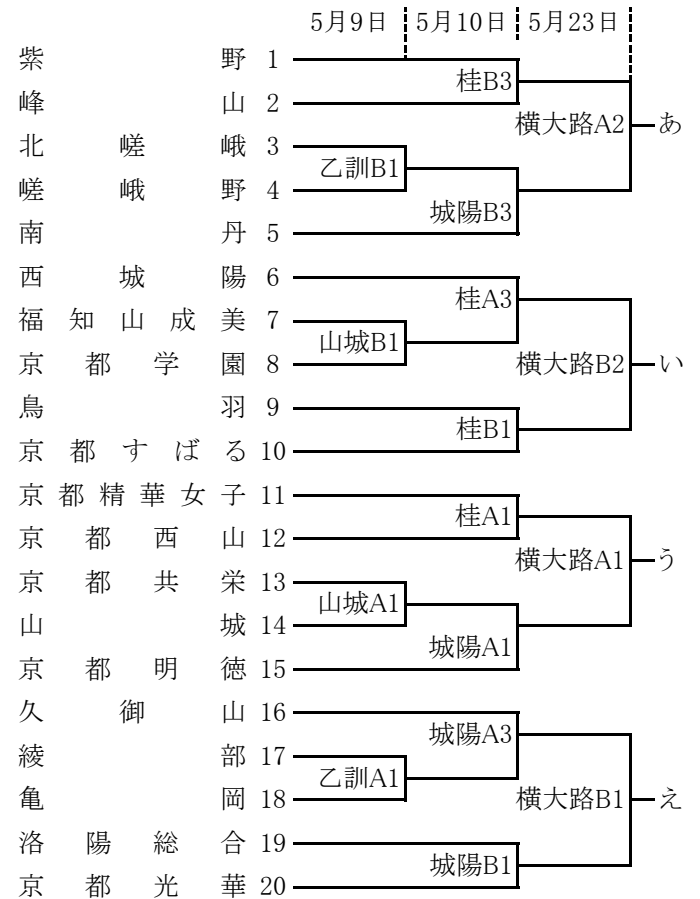 5月9日 5月10日 5月23日
紫野 1
桂B3
峰山 2
横大路A2 あ
北嵯峨 3
乙訓B1
嵯峨野 4
城陽B3
南丹 5
西城陽 6
桂A3
福知山成美 7
山城B1
京都学園 8
横大路B2 い
鳥羽 9
桂B1
京都すばる 10
京都精華女子 11
桂A1
京都西山 12
横大路A1 う
京都共栄 13
山城A1
山城 14
城陽A1
京都明徳 15
久御山 16
城陽A3
綾部 17
乙訓A1
亀岡 18
横大路B1 え
洛陽総合 19
城陽B1
京都光華 20